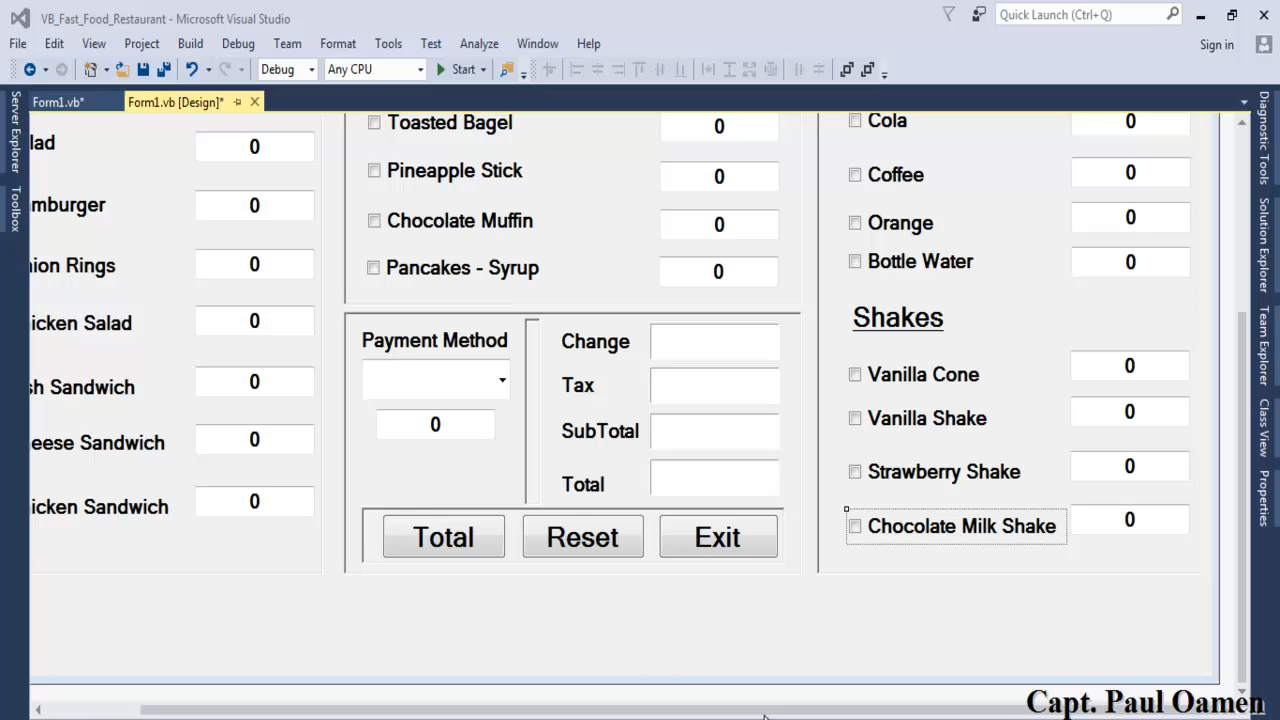 VB_Fast_Food_Restaurant - Microsoft Visual Studio
Quick Launch (Ctrl+Q)
File Edit View Project Build Debug Team Format Tools Test Analyze Window Help
Sign in
Debug Any CPU Start
Form1.vb* Form1.vb [Design]*
Server Explorer
Toolbox
lad 0
mburger 0
ion Rings 0
icken Salad 0
sh Sandwich 0
eese Sandwich 0
icken Sandwich 0
Toasted Bagel 0
Pineapple Stick 0
Chocolate Muffin 0
Pancakes - Syrup 0
Payment Method
0
Change
Tax
SubTotal
Total
Total Reset Exit
Cola 0
Coffee 0
Orange 0
Bottle Water 0
Shakes
Vanilla Cone 0
Vanilla Shake 0
Strawberry Shake 0
Chocolate Milk Shake 0
Diagnostic Tools
Solution Explorer
Team Explorer
Class View
Properties
Capt. Paul Oamen